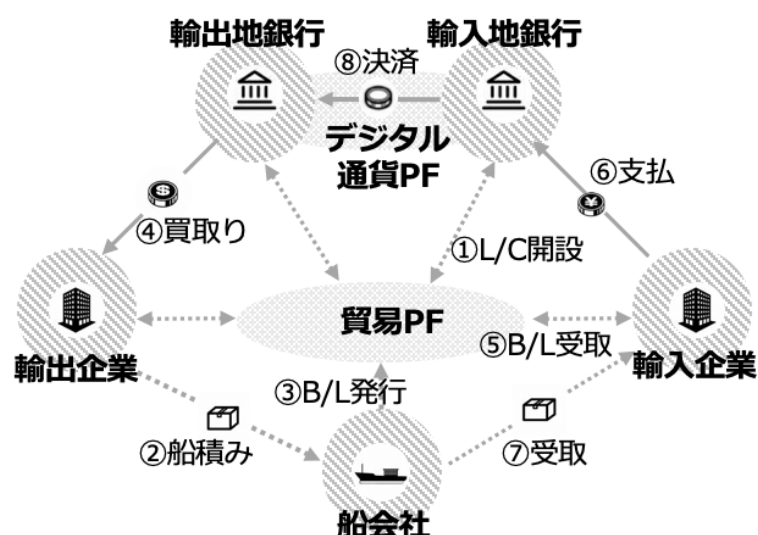 輸出地銀行
輸入地銀行
⑧決済
デジタル
通貨PF
⑥支払
$
¥
④買取り
①L/C開設
貿易PF
⑤B/L受取
輸出企業
輸入企業
③B/L発行
②船積み
⑦受取
船会社